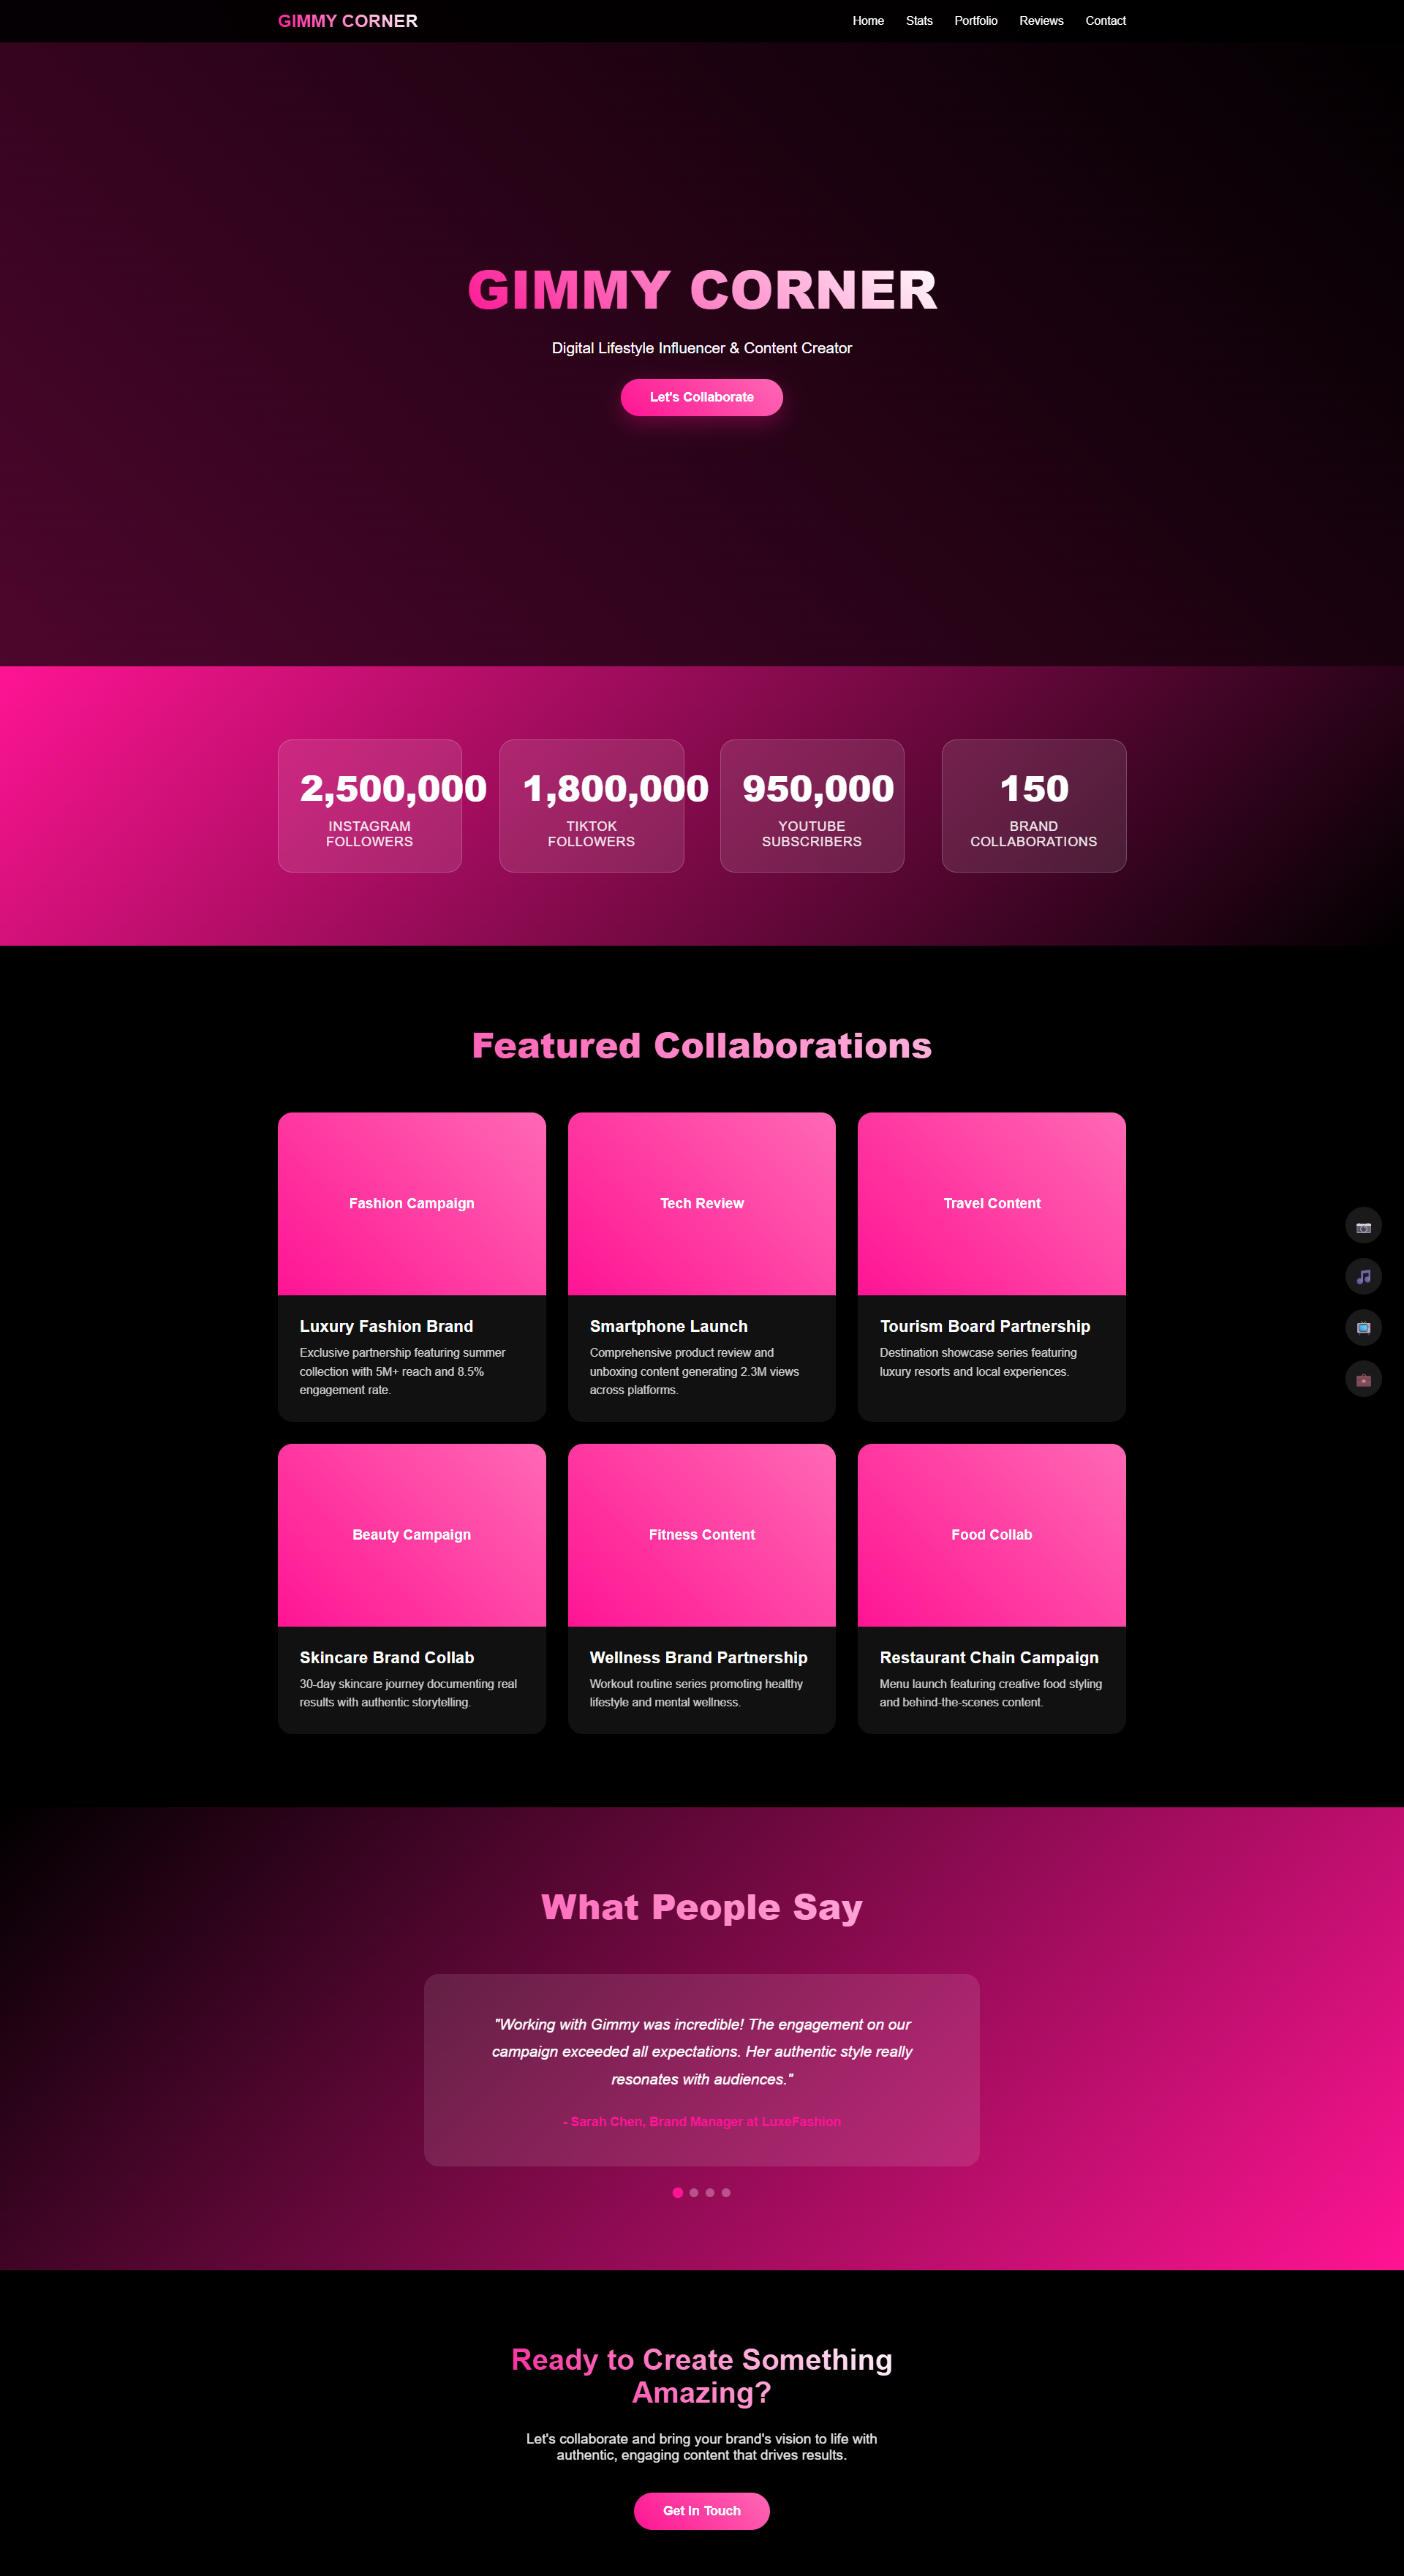 GIMMY CORNER
Home Stats Portfolio Reviews Contact
GIMMY CORNER
Digital Lifestyle Influencer & Content Creator
Let's Collaborate
2,500,000
INSTAGRAM
FOLLOWERS
1,800,000
TIKTOK
FOLLOWERS
950,000
YOUTUBE
SUBSCRIBERS
150
BRAND
COLLABORATIONS
Featured Collaborations
Fashion Campaign
Luxury Fashion Brand
Exclusive partnership featuring summer
collection with 5M+ reach and 8.5%
engagement rate.
Tech Review
Smartphone Launch
Comprehensive product review and
unboxing content generating 2.3M views
across platforms.
Travel Content
Tourism Board Partnership
Destination showcase series featuring
luxury resorts and local experiences.
Beauty Campaign
Skincare Brand Collab
30-day skincare journey documenting real
results with authentic storytelling.
Fitness Content
Wellness Brand Partnership
Workout routine series promoting healthy
lifestyle and mental wellness.
Food Collab
Restaurant Chain Campaign
Menu launch featuring creative food styling
and behind-the-scenes content.
What People Say
"Working with Gimmy was incredible! The engagement on our
campaign exceeded all expectations. Her authentic style really
resonates with audiences."
- Sarah Chen, Brand Manager at LuxeFashion
Ready to Create Something
Amazing?
Let's collaborate and bring your brand's vision to life with
authentic, engaging content that drives results.
Get In Touch